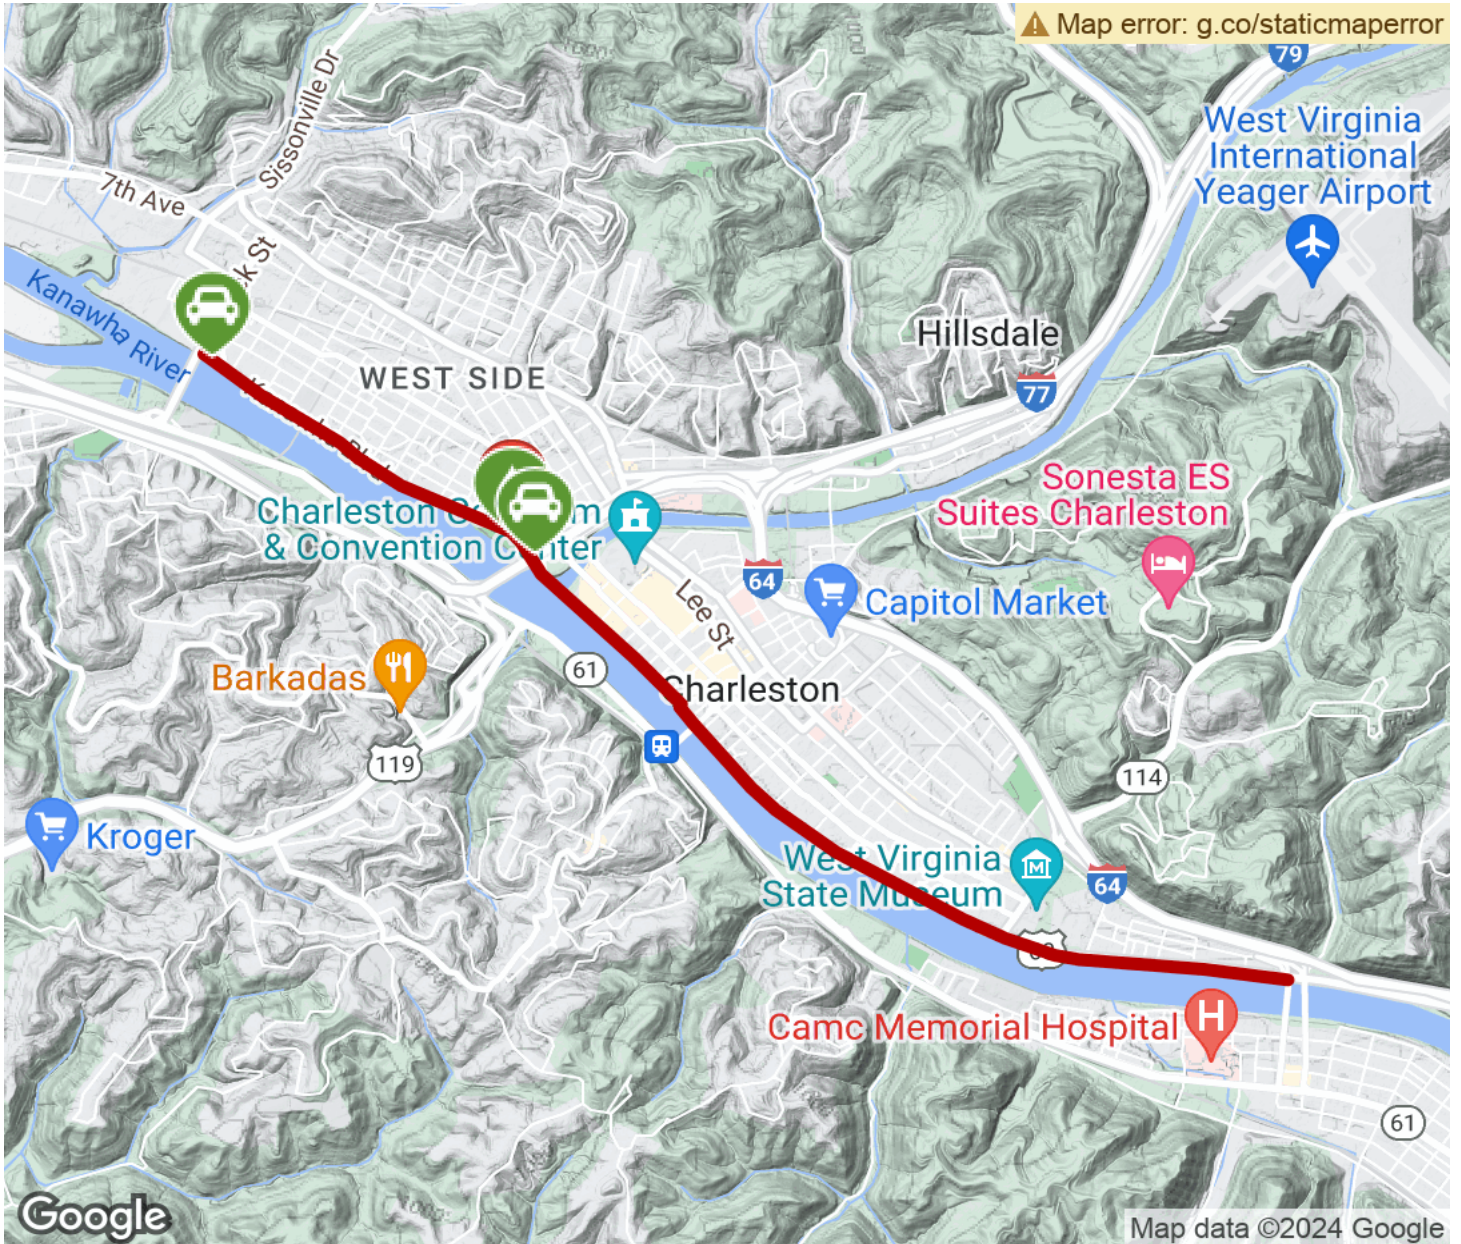 Map error: g.co/staticmaperror
79
West Virginia
International
Yeager Airport
Sissonville Dr
7th Ave
Kanawha River
Hillsdale
77
WEST SIDE
Sonesta ES
Suites Charleston
Charleston
& Convention Center
64
Lee St
Capitol Market
61
Barkadas
Charleston
119
114
Kroger
West Virginia
State Museum
64
Camc Memorial Hospital
H
61
Google
Map data ©2024 Google